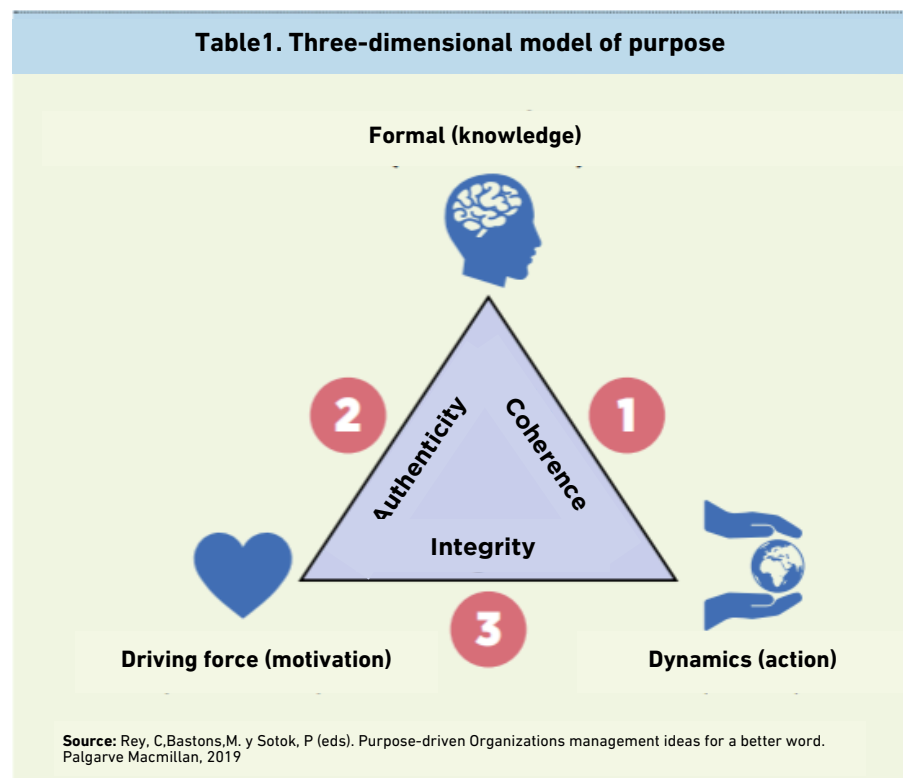 Table1. Three-dimensional model of purpose
Formal (knowledge)
2
1
Authenticity
Coherence
Integrity
3
Driving force (motivation)
Dynamics (action)
Source: Rey, C,Bastons,M. y Sotok, P (eds). Purpose-driven Organizations management ideas for a better word.
Palgarve Macmillan, 2019